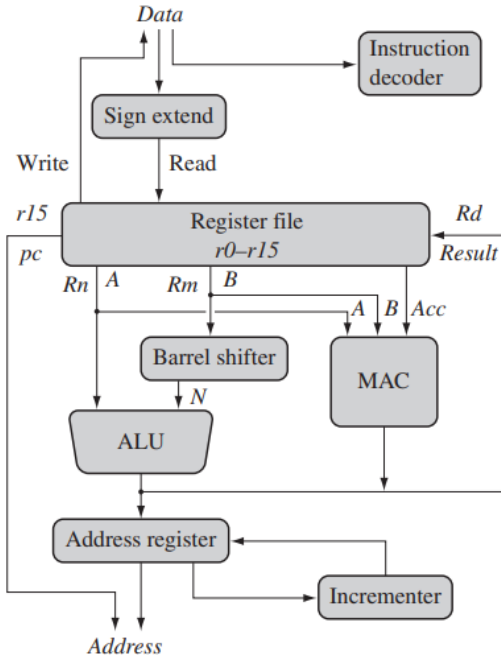 Data
Instruction
decoder
Sign extend
Write
Read
r15
Register file
Rd
pc
r0–r15
Result
Rn
A
Rm
B
A
B
Acc
Barrel shifter
MAC
N
ALU
Address register
Incrementer
Address